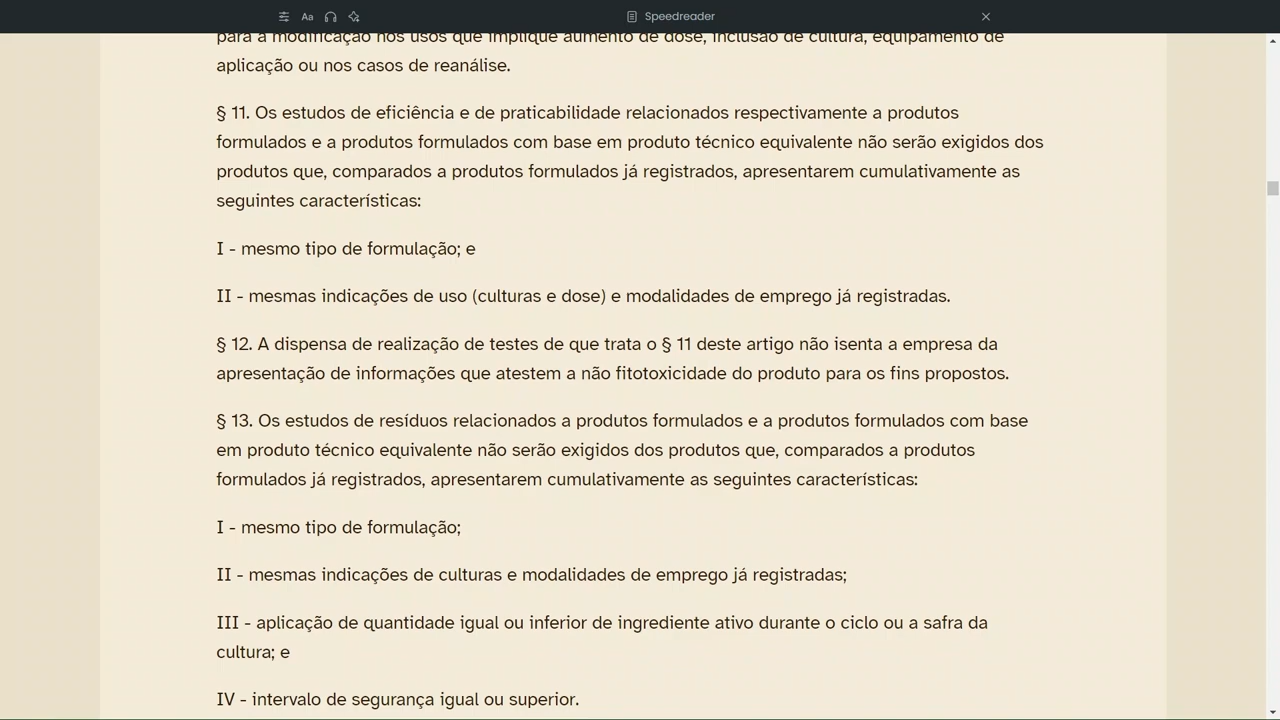 Aa
Speedreader
para a modificação nos usos que implique aumento de dose, inclusão de cultura, equipamento de
aplicação ou nos casos de reanálise.
§ 11. Os estudos de eficiência e de praticabilidade relacionados respectivamente a produtos
formulados e a produtos formulados com base em produto técnico equivalente não serão exigidos dos
produtos que, comparados a produtos formulados já registrados, apresentarem cumulativamente as
seguintes características:
I - mesmo tipo de formulação; e
II - mesmas indicações de uso (culturas e dose) e modalidades de emprego já registradas.
§ 12. A dispensa de realização de testes de que trata o § 11 deste artigo não isenta a empresa da
apresentação de informações que atestem a não fitotoxicidade do produto para os fins propostos.
§ 13. Os estudos de resíduos relacionados a produtos formulados e a produtos formulados com base
em produto técnico equivalente não serão exigidos dos produtos que, comparados a produtos
formulados já registrados, apresentarem cumulativamente as seguintes características:
I - mesmo tipo de formulação;
II - mesmas indicações de culturas e modalidades de emprego já registradas;
III - aplicação de quantidade igual ou inferior de ingrediente ativo durante o ciclo ou a safra da
cultura; e
IV - intervalo de segurança igual ou superior.